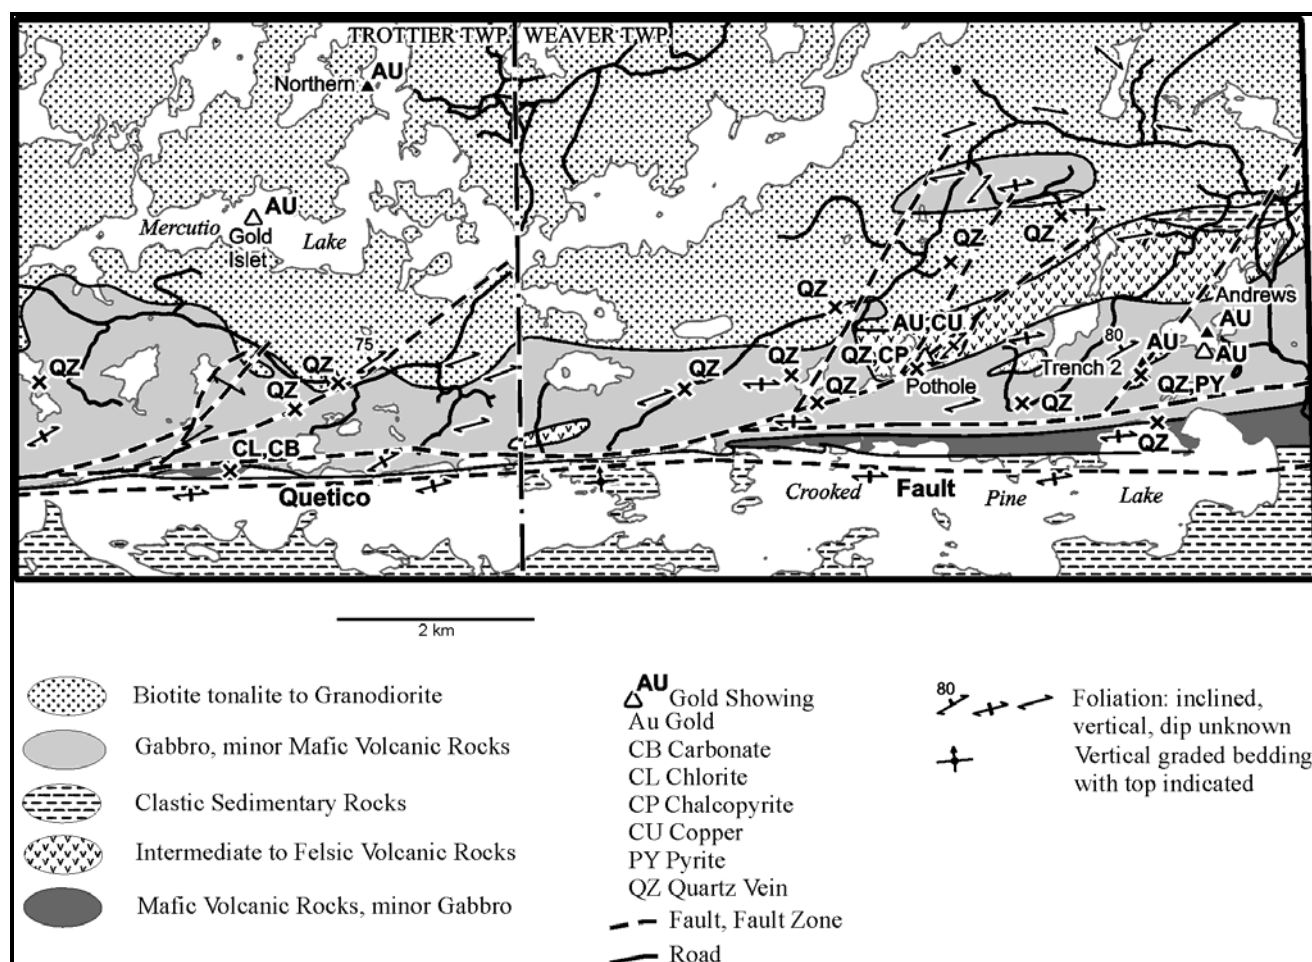 TROTTIER TWP. WEAVER TWP.
Northern AU
AU
Mercutio Lake
Gold
Islet
QZ
QZ
QZ
75
CL,CB
Quetico
QZ
QZ
QZ
QZ
QZ
QZ
AU,CU
QZ,CP
Pothole
Andrews
AU
AU
80
AU
Trench 2
QZ,PY
QZ
QZ
Crooked
Fault
Pine
Lake
2 km
Biotite tonalite to Granodiorite
Gabbro, minor Mafic Volcanic Rocks
Clastic Sedimentary Rocks
Intermediate to Felsic Volcanic Rocks
Mafic Volcanic Rocks, minor Gabbro
AU
Gold Showing
Au Gold
CB Carbonate
CL Chlorite
CP Chalcopyrite
CU Copper
PY Pyrite
QZ Quartz Vein
Fault, Fault Zone
Road
80
Foliation: inclined,
vertical, dip unknown
Vertical graded bedding
with top indicated